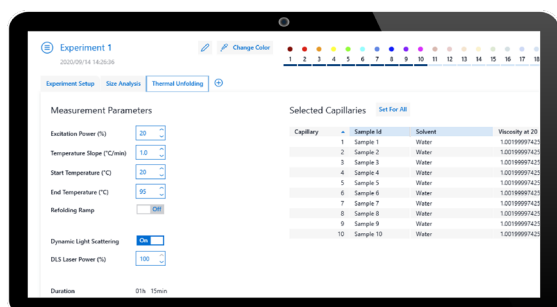 Experiment 1
2020/09/14 14:26:36
Change Color
1 2 3 4 5 6 7 8 9 10 11 12 13 14 15 16 17 18
Experiment Setup Size Analysis Thermal Unfolding
Measurement Parameters
Excitation Power (%) 20
Temperature Slope (°C/min) 1.0
Start Temperature (°C) 20
End Temperature (°C) 95
Refolding Ramp Off
Dynamic Light Scattering On
DLS Laser Power (%) 100
Duration 01h 15min
Selected Capillaries Set For All
Capillary Sample Id Solvent Viscosity at 20
1 Sample 1 Water 1.00199997425
2 Sample 2 Water 1.00199997425
3 Sample 3 Water 1.00199997425
4 Sample 4 Water 1.00199997425
5 Sample 5 Water 1.00199997425
6 Sample 6 Water 1.00199997425
7 Sample 7 Water 1.00199997425
8 Sample 8 Water 1.00199997425
9 Sample 9 Water 1.00199997425
10 Sample 10 Water 1.00199997425